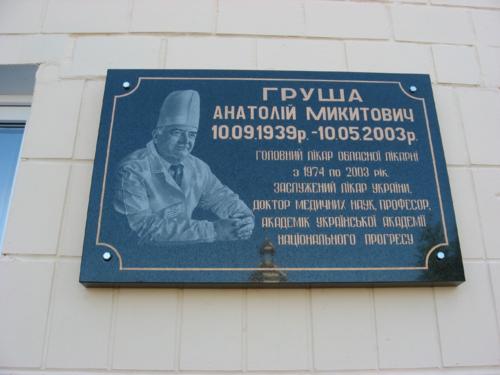 ГРУША
АНАТОЛІЙ МИКИТОВИЧ
10.09.1939р. -10.05.2003р.
ГОЛОВНИЙ ЛІКАР ОБЛАСНОЇ ЛІКАРНІ
з 1974 по 2003 рік.
ЗАСЛУЖЕНИЙ ЛІКАР УКРАЇНИ,
ДОКТОР МЕДИЧНИХ НАУК, ПРОФЕСОР,
АКАДЕМІК УКРАЇНСЬКОЇ АКАДЕМІЇ
НАЦІОНАЛЬНОГО ПРОГРЕСУ